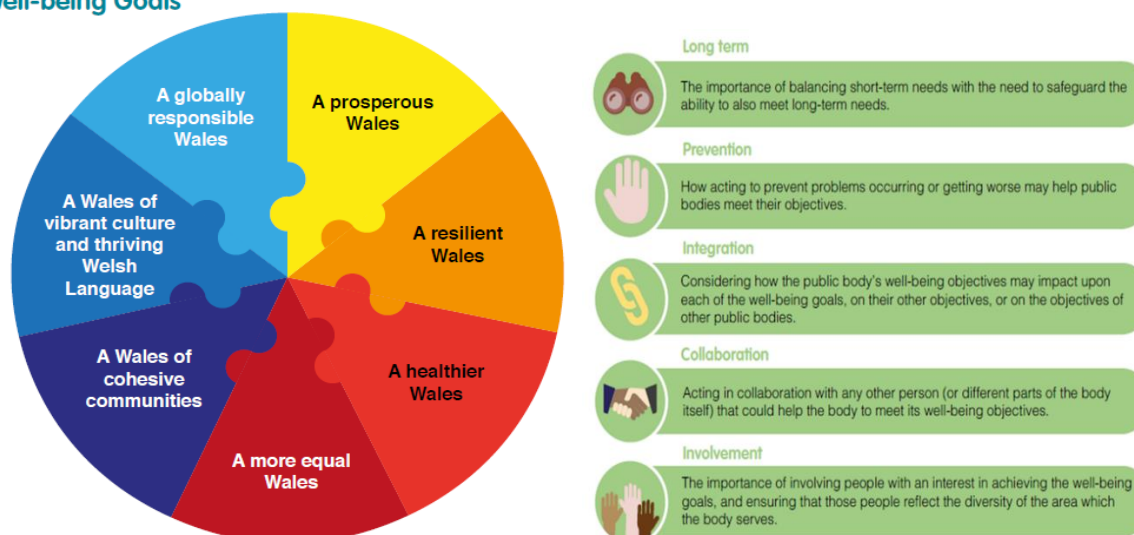 Well-being Goals
A globally
responsible
Wales
A prosperous
Wales
A Wales of
vibrant culture
and thriving
Welsh
Language
A resilient
Wales
A Wales of
cohesive
communities
A healthier
Wales
A more equal
Wales
Long term
The importance of balancing short-term needs with the need to safeguard the
ability to also meet long-term needs.
Prevention
How acting to prevent problems occurring or getting worse may help public
bodies meet their objectives.
Integration
Considering how the public body's well-being objectives may impact upon
each of the well-being goals, on their other objectives, or on the objectives of
other public bodies.
Collaboration
Acting in collaboration with any other person (or different parts of the body
itself) that could help the body to meet its well-being objectives.
Involvement
The importance of involving people with an interest in achieving the well-being
goals, and ensuring that those people reflect the diversity of the area which
the body serves.